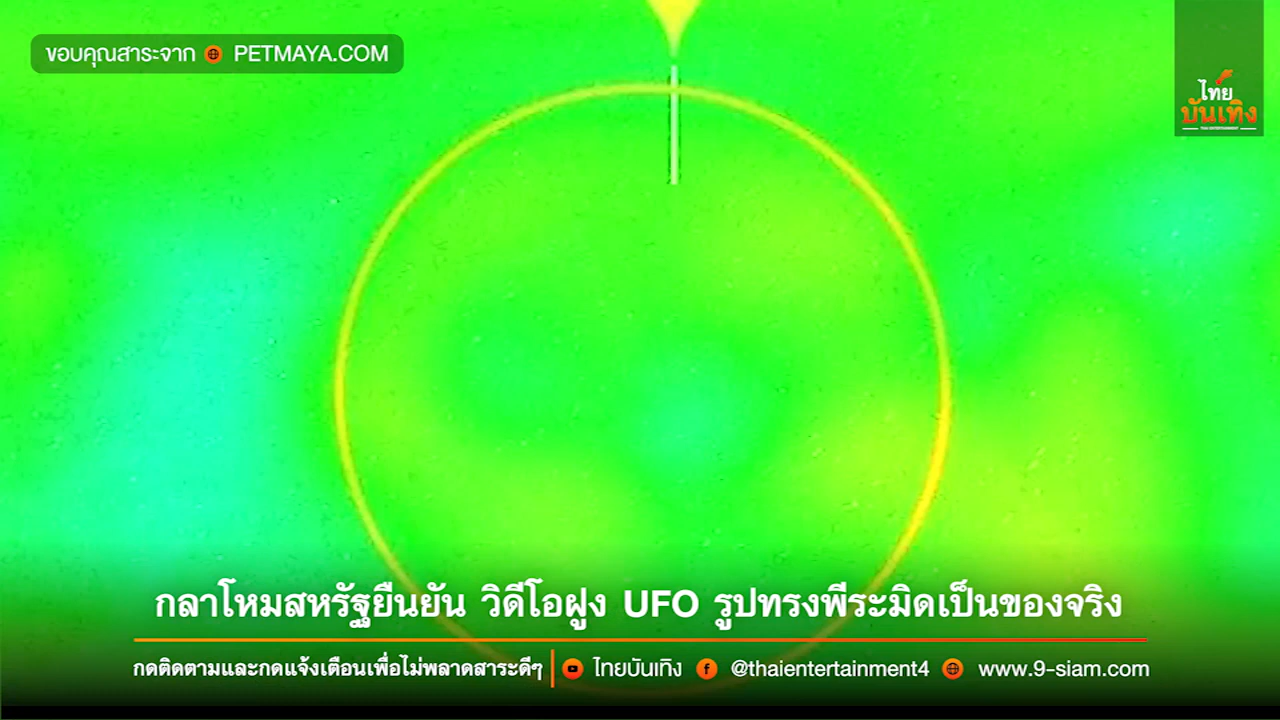 ขอบคุณสาระจาก PETMAYA.COM
ไทย
บันเทิง
THAI ENTERTAINMENT
กลาโหมสหรัฐยืนยัน วิดีโอฝูง UFO รูปทรงพีระมิดเป็นของจริง
กดติดตามและกดแจ้งเตือนเพื่อไม่พลาดสาระดีๆ ไทยบันเทิง @thaientertainment4 www.9-siam.com